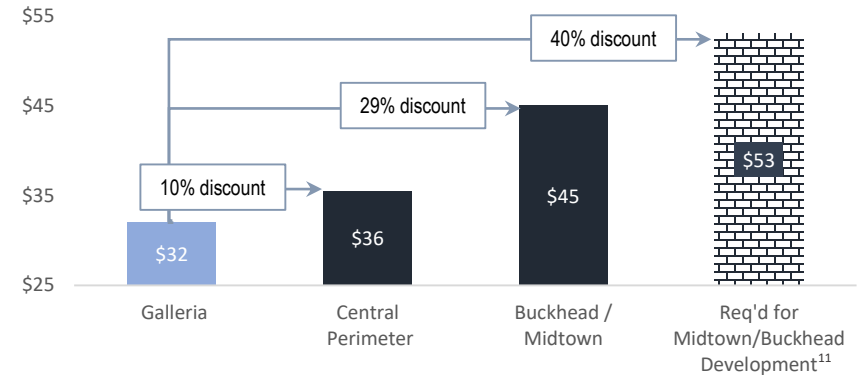 $55
40% discount
$45
29% discount
$53
$35
10% discount
$45
$36
$32
$25
Galleria
Central
Perimeter
Buckhead /
Midtown
Req'd for
Midtown/Buckhead
Development¹¹